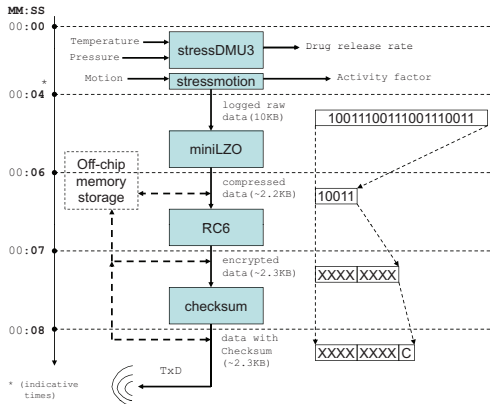 MM:SS
00:00
Temperature
Pressure
stressDMU3
Drug release rate
Motion
stressmotion
Activity factor
*
00:04
logged raw
data(10KB)
10011100111001110011
miniLZO
Off-chip
memory
storage
00:06
compressed
data(~2.2KB)
10011
RC6
00:07
encrypted
data(~2.3KB)
XXXX XXXX
checksum
00:08
data with
Checksum
(~2.3KB)
XXXX XXXX C
TxD
* (indicative
times)